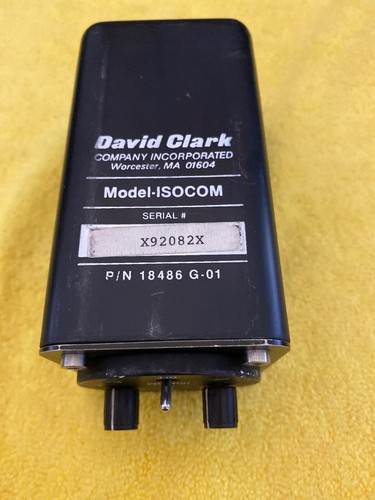 David Clark
COMPANY INCORPORATED
Worcester, MA 01604
Model-ISOCOM
SERIAL #
X92082X
P/N 18486 G-01